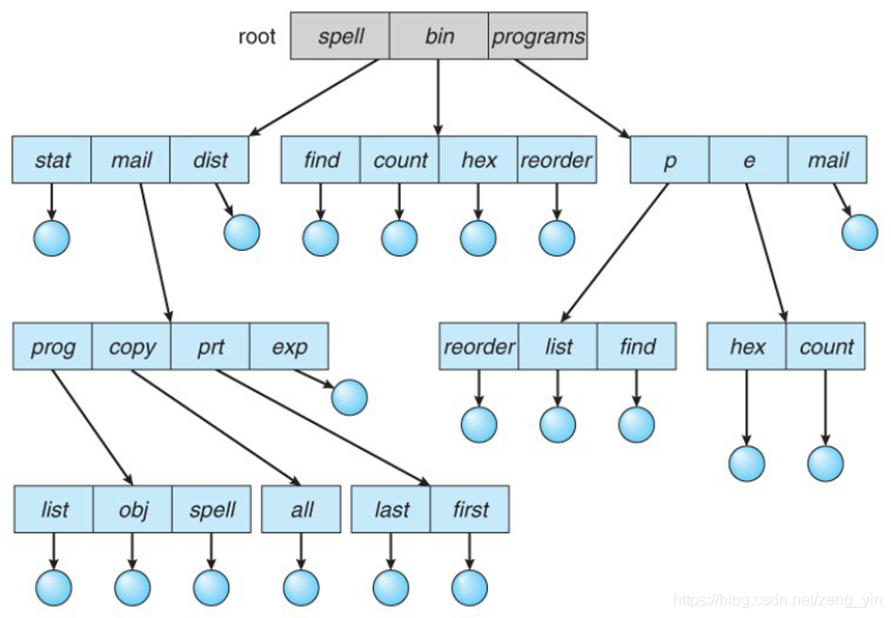 root spell bin programs
stat mail dist find count hex reorder p e mail
prog copy prt exp reorder list find hex count
list obj spell all last first
https://blog.csdn.net/zeng_yin